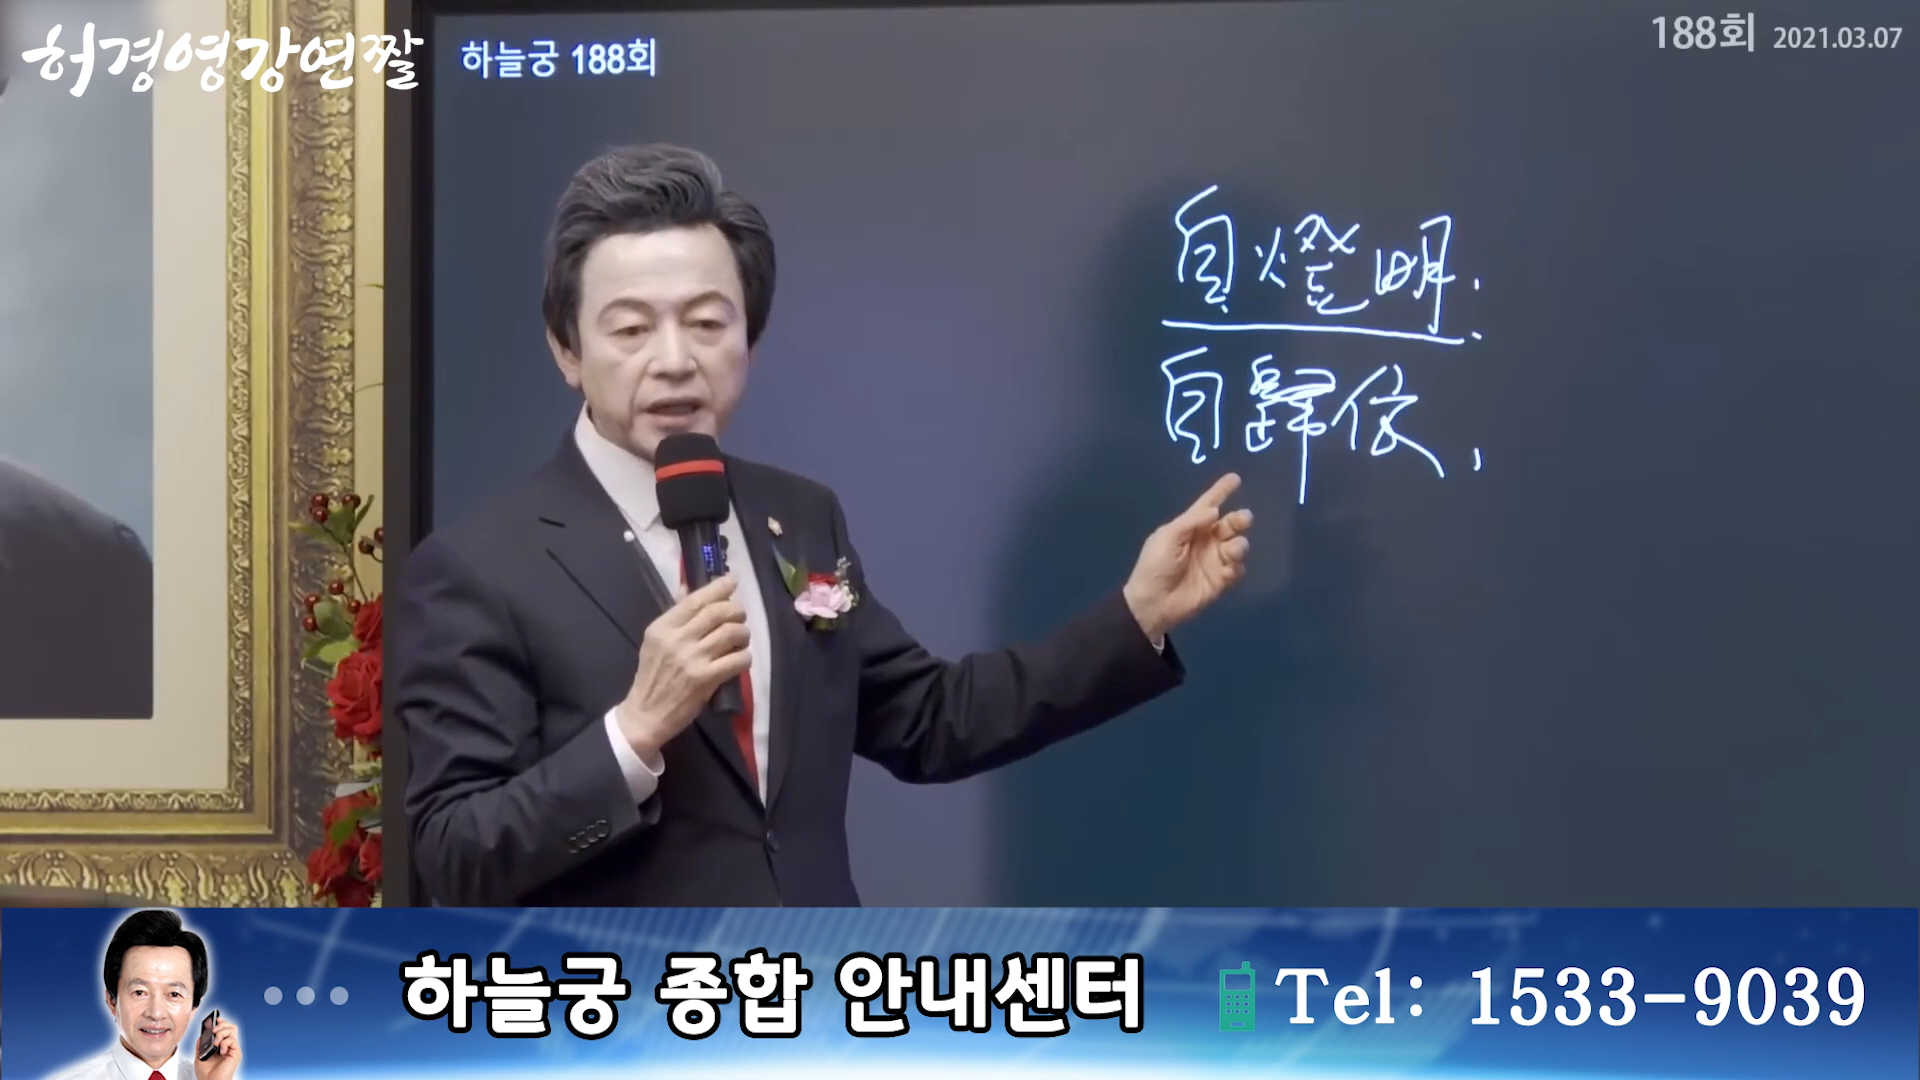 허경영강연짤
하늘궁 188회
188회 2021.03.07
自燈明.
自歸依,
하늘궁 종합 안내센터
Tel: 1533-9039